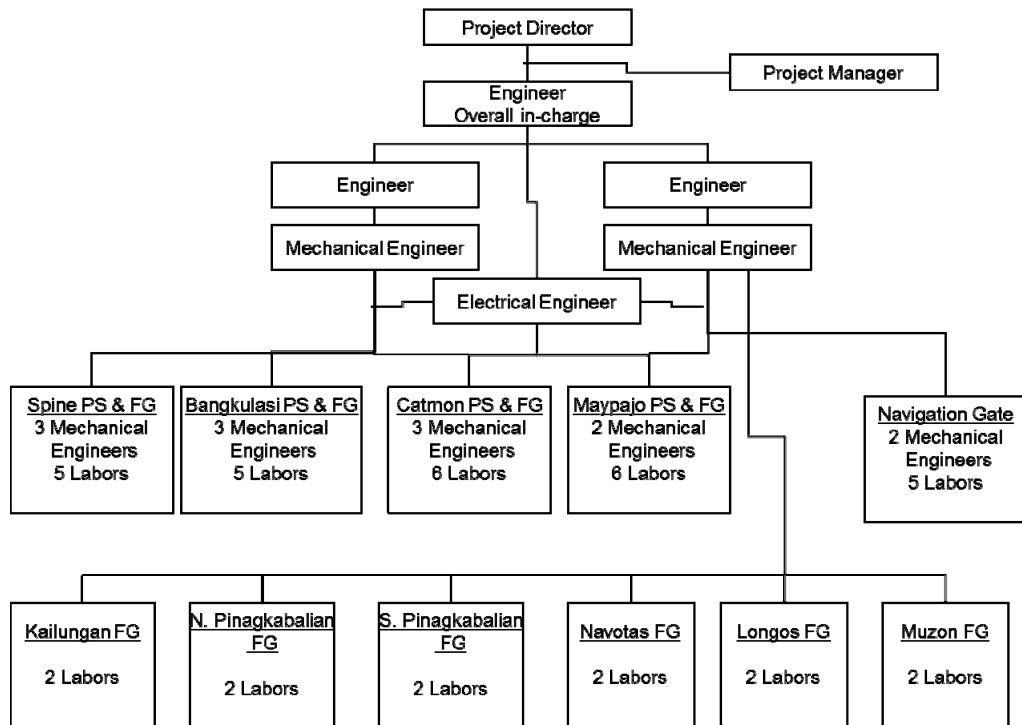 Project Director
Project Manager
Engineer
Overall in-charge
Engineer
Engineer
Mechanical Engineer
Mechanical Engineer
Electrical Engineer
Spine PS & FG
3 Mechanical
Engineers
5 Labors
Bangkulasi PS & FG
3 Mechanical
Engineers
5 Labors
Catmon PS & FG
3 Mechanical
Engineers
6 Labors
Maypajo PS & FG
2 Mechanical
Engineers
6 Labors
Navigation Gate
2 Mechanical
Engineers
5 Labors
Kailungan FG
2 Labors
N. Pinagkabalian
FG
2 Labors
S. Pinagkabalian
FG
2 Labors
Navotas FG
2 Labors
Longos FG
2 Labors
Muzon FG
2 Labors